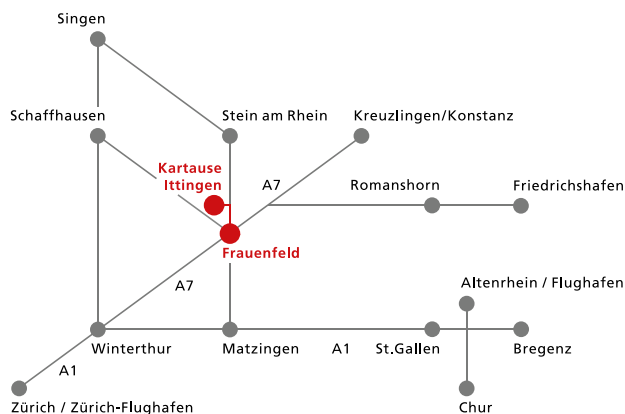 Singen
Schaffhausen
Stein am Rhein
Kreuzlingen/Konstanz
Kartause
Ittingen
A7
Romanshorn
Friedrichshafen
Frauenfeld
A7
Altenrhein / Flughafen
Winterthur
Matzingen
A1
St.Gallen
Bregenz
A1
Zürich / Zürich-Flughafen
Chur